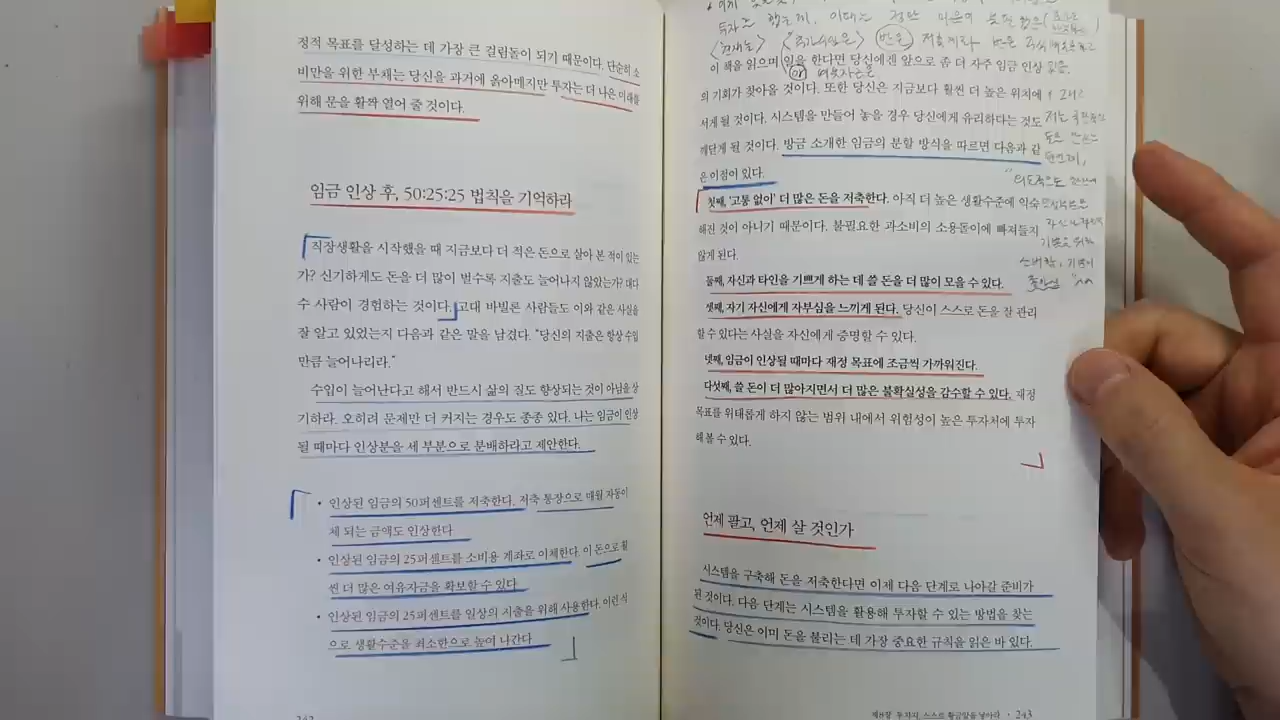 정적 목표를 달성하는 데 가장 큰 걸림돌이 되기 때문이다. 단순히 소
비만을 위한 부채는 당신을 과거에 옭아매지만 투자는 더 나은 미래를
위해 문을 활짝 열어 줄 것이다.
임금 인상 후, 50:25:25 법칙을 기억하라
직장생활을 시작했을 때 지금보다 더 적은 돈으로 살아 본 적이 있는
가? 신기하게도 돈을 더 많이 벌수록 지출도 늘어나지 않았는가? 대다
수 사람이 경험하는 것이다. 고대 바빌론 사람들도 이와 같은 사실을
잘 알고 있었는지 다음과 같은 말을 남겼다. "당신의 지출은 항상 수입
만큼 늘어나리라."
수입이 늘어난다고 해서 반드시 삶의 질도 향상되는 것이 아님을 상
기하라. 오히려 문제만 더 커지는 경우도 종종 있다. 나는 임금이 인상
될 때마다 인상분을 세 부분으로 분배하라고 제안한다.
• 인상된 임금의 50퍼센트를 저축한다. 저축 통장으로 매월 자동이
체 되는 금액도 인상한다
• 인상된 임금의 25퍼센트를 소비용 계좌로 이체한다. 이 돈으로 훨
씬 더 많은 여유자금을 확보할 수 있다
• 인상된 임금의 25퍼센트를 일상의 지출을 위해 사용한다. 이런 식
으로 생활수준을 최소한으로 높여 나간다
242
이 책을 읽으며 일을 한다면 당신에겐 앞으로 좀 더 자주 임금 인상
의 기회가 찾아올 것이다. 또한 당신은 지금보다 훨씬 더 높은 위치에
서게 될 것이다. 시스템을 만들어 놓을 경우 당신에게 유리하다는 것도
깨닫게 될 것이다. 방금 소개한 임금의 분할 방식을 따르면 다음과 같
은 이점이 있다.
첫째, '고통 없이' 더 많은 돈을 저축한다. 아직 더 높은 생활수준에 익숙
해진 것이 아니기 때문이다. 불필요한 과소비의 소용돌이에 빠져들지
않게 된다.
둘째, 자신과 타인을 기쁘게 하는 데 쓸 돈을 더 많이 모을 수 있다.
셋째, 자기 자신에게 자부심을 느끼게 된다. 당신이 스스로 돈을 잘 관리
할 수 있다는 사실을 자신에게 증명할 수 있다.
넷째, 임금이 인상될 때마다 재정 목표에 조금씩 가까워진다.
다섯째, 쓸 돈이 더 많아지면서 더 많은 불확실성을 감수할 수 있다. 재정
목표를 위태롭게 하지 않는 범위 내에서 위험성이 높은 투자처에 투자
해 볼 수 있다.
언제 팔고, 언제 살 것인가
시스템을 구축해 돈을 저축한다면 이제 다음 단계로 나아갈 준비가
된 것이다. 다음 단계는 시스템을 활용해 투자할 수 있는 방법을 찾는
것이다. 당신은 이미 돈을 불리는 데 가장 중요한 규칙을 읽은 바 있다.
투자자, 스스로 황금알을 낳아라 • 243